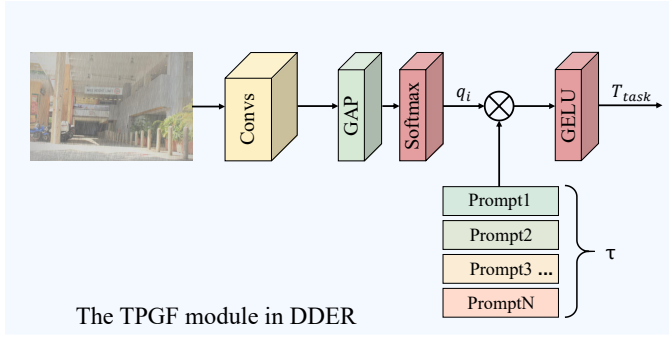 Convs
GAP
Softmax
q_i
GELU
T_task
Prompt1
Prompt2
Prompt3 ...
PromptN
τ
The TPGF module in DDER